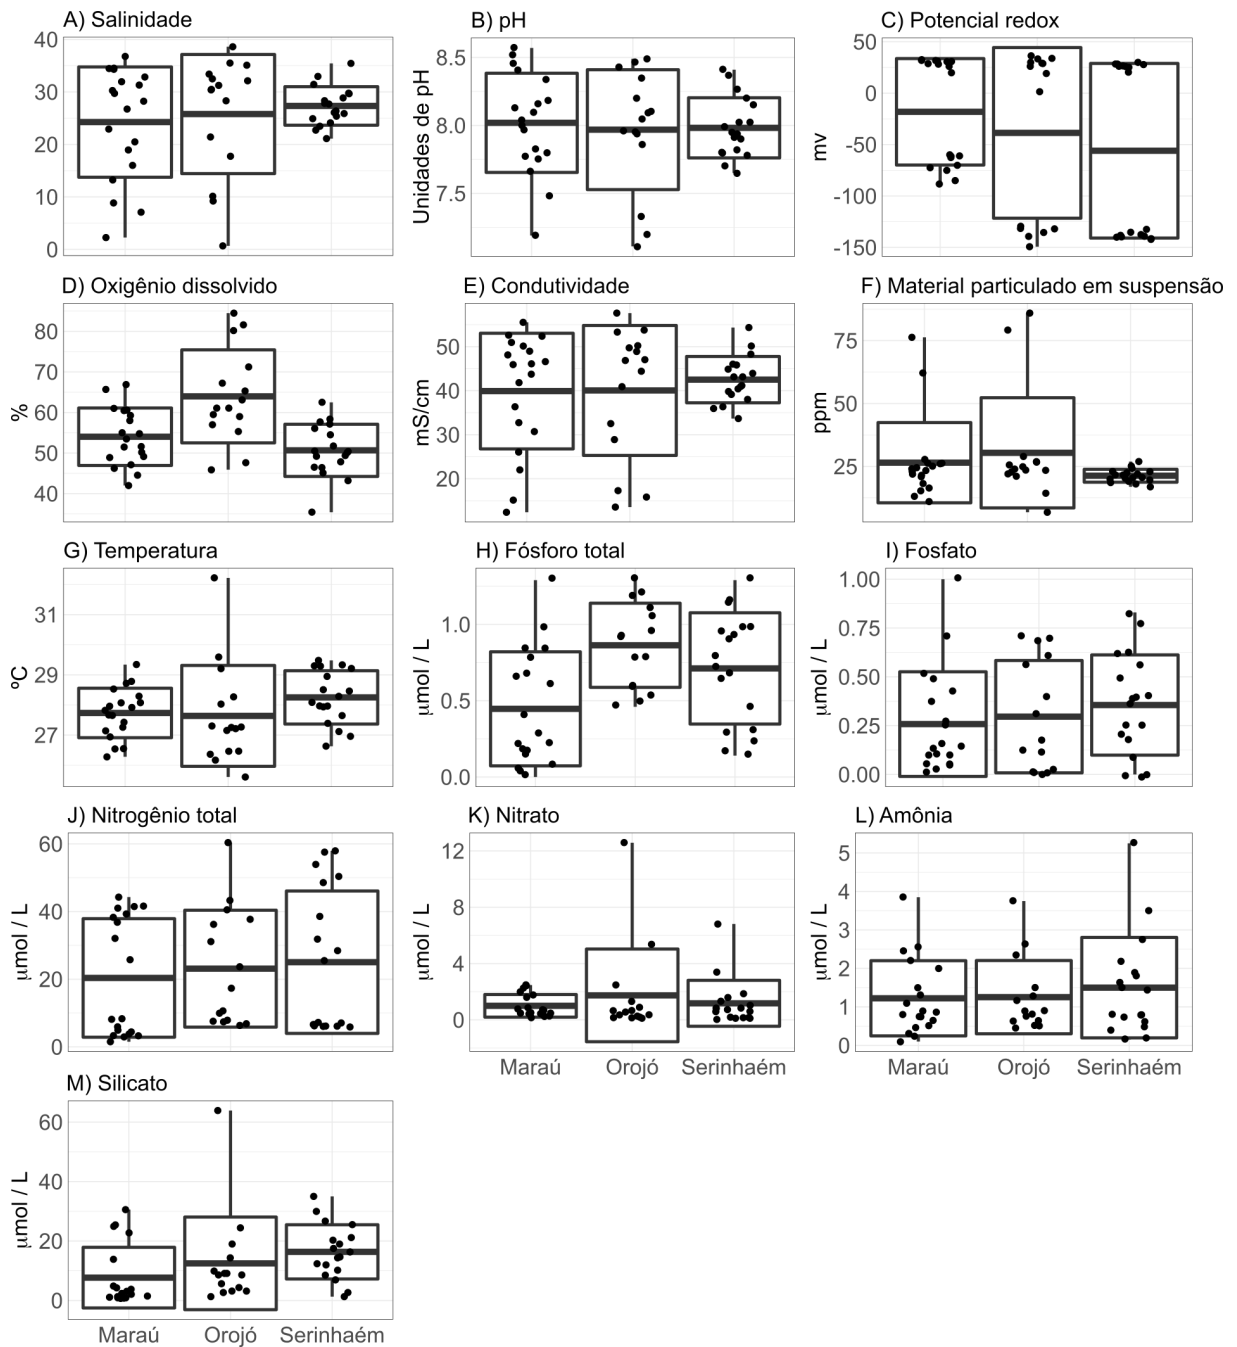 A) Salinidade
40
30
20
10
0
B) pH
Unidades de pH
8.5
8.0
7.5
C) Potencial redox
mv
50
0
-50
-100
-150
D) Oxigênio dissolvido
%
80
70
60
50
40
E) Condutividade
mS/cm
50
40
30
20
F) Material particulado em suspensão
ppm
75
50
25
G) Temperatura
ºC
31
29
27
H) Fósforo total
µmol / L
1.0
0.5
0.0
I) Fosfato
µmol / L
1.00
0.75
0.50
0.25
0.00
J) Nitrogênio total
µmol / L
60
40
20
0
K) Nitrato
µmol / L
12
8
4
0
Maraú Orojó Serinhaém
L) Amônia
µmol / L
5
4
3
2
1
0
Maraú Orojó Serinhaém
M) Silicato
µmol / L
60
40
20
0
Maraú Orojó Serinhaém